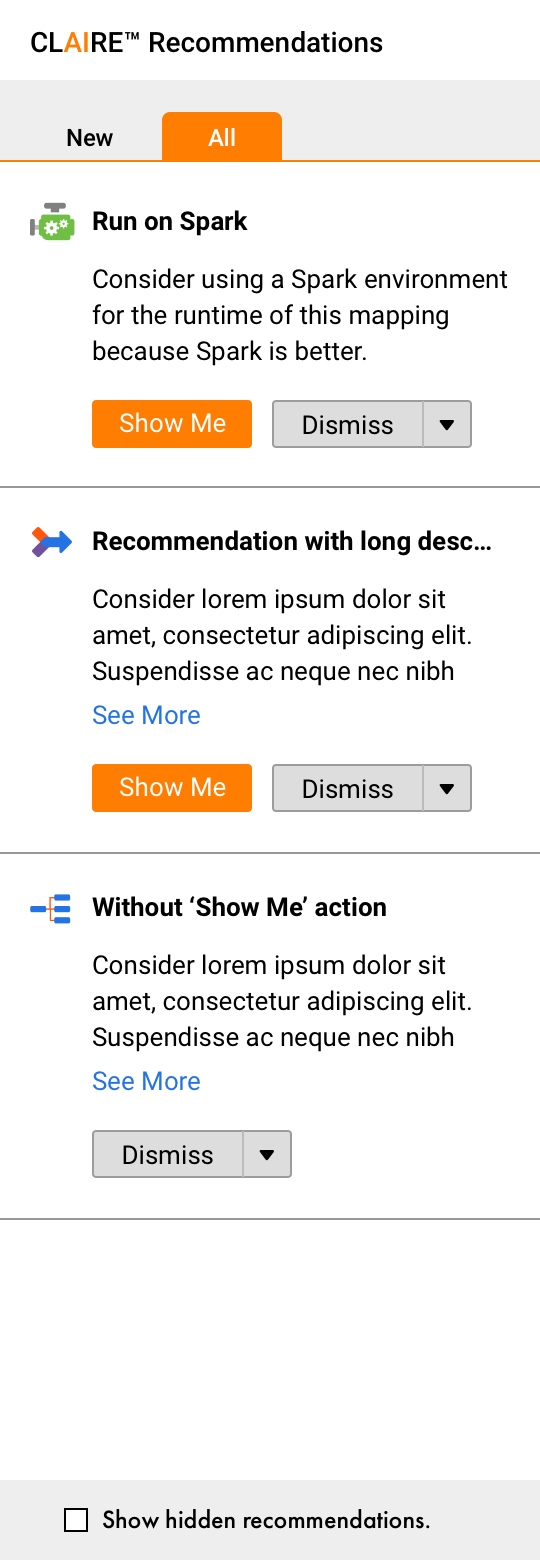 CLAIRE™ Recommendations
New
All
Run on Spark
Consider using a Spark environment
for the runtime of this mapping
because Spark is better.
Show Me
Dismiss
Recommendation with long desc...
Consider lorem ipsum dolor sit
amet, consectetur adipiscing elit.
Suspendisse ac neque nec nibh
See More
Show Me
Dismiss
Without ‘Show Me’ action
Consider lorem ipsum dolor sit
amet, consectetur adipiscing elit.
Suspendisse ac neque nec nibh
See More
Dismiss
Show hidden recommendations.